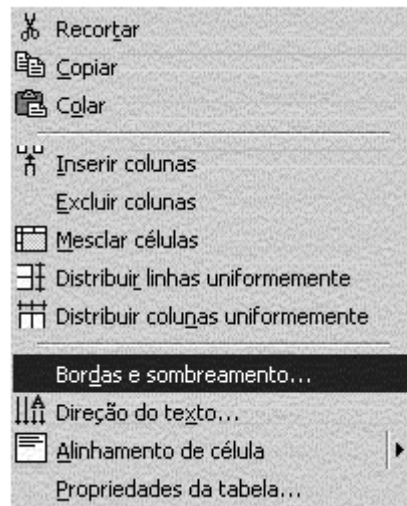 Recortar
Copiar
Colar
Inserir colunas
Excluir colunas
Mesclar células
Distribuir linhas uniformemente
Distribuir colunas uniformemente
Bordas e sombreamento...
Direção do texto...
Alinhamento de célula
Propriedades da tabela...